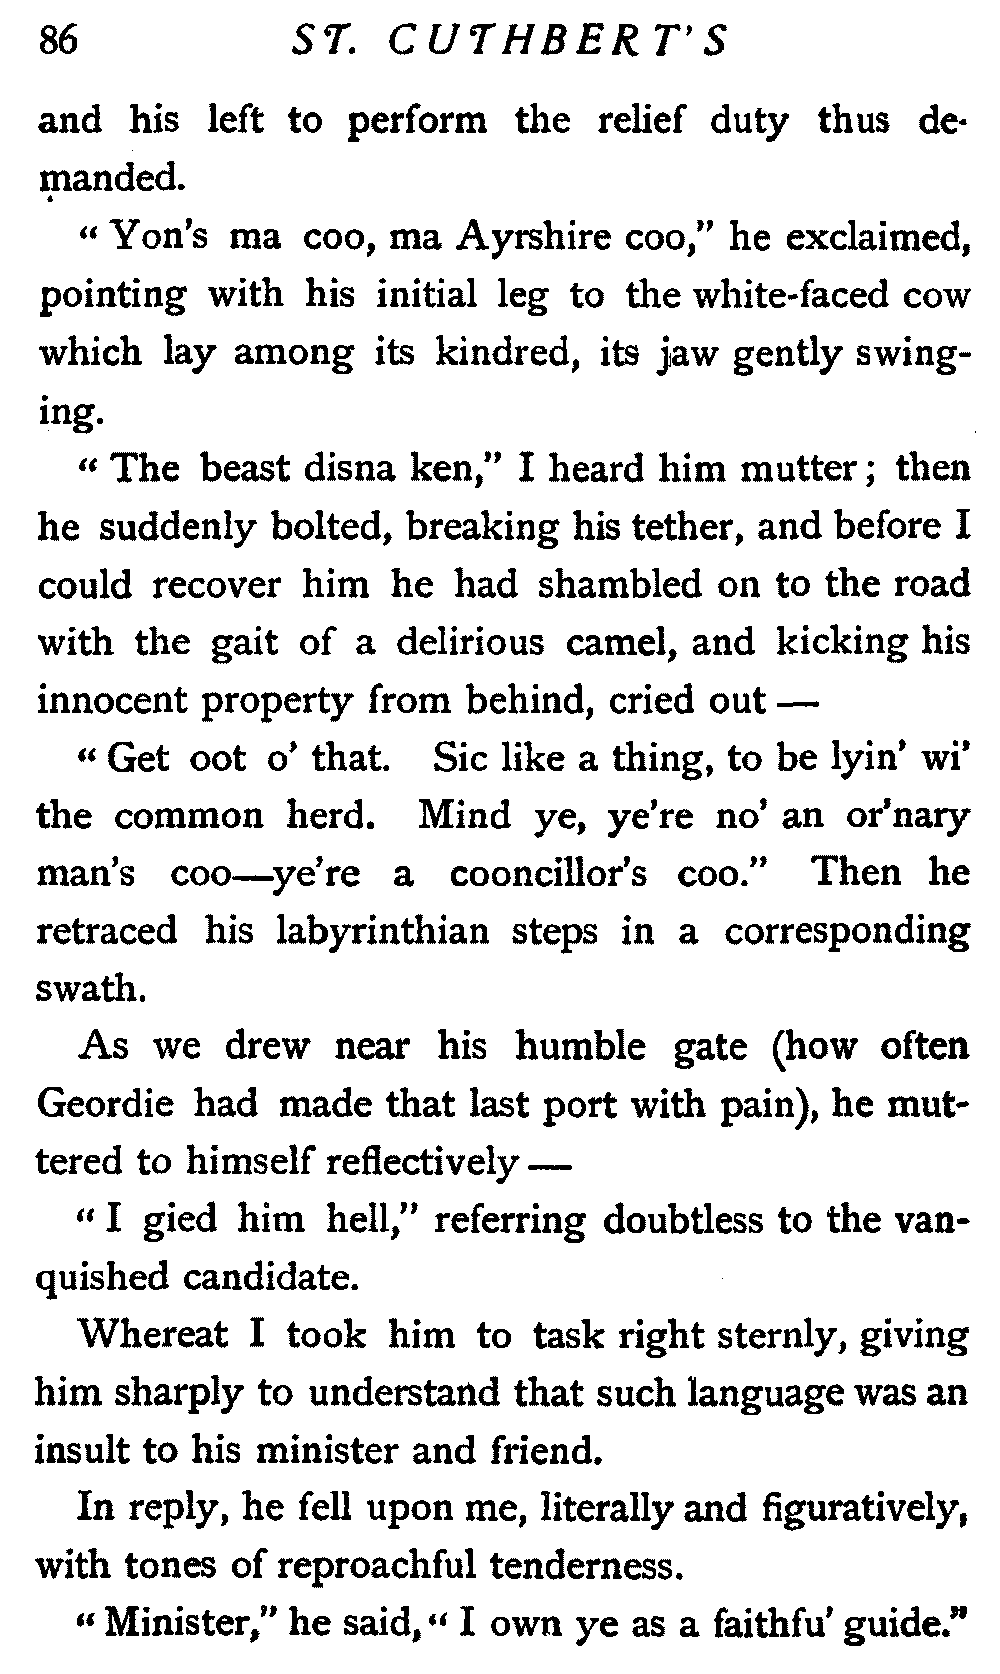 86 ST. CUTHBERT'S
and his left to perform the relief duty thus de-
manded.
" Yon's ma coo, ma Ayrshire coo," he exclaimed,
pointing with his initial leg to the white-faced cow
which lay among its kindred, its jaw gently swing-
ing.
" The beast disna ken," I heard him mutter ; then
he suddenly bolted, breaking his tether, and before I
could recover him he had shambled on to the road
with the gait of a delirious camel, and kicking his
innocent property from behind, cried out —
" Get oot o' that. Sic like a thing, to be lyin' wi'
the common herd. Mind ye, ye're no' an or'nary
man's coo—ye're a cooncillor's coo." Then he
retraced his labyrinthian steps in a corresponding
swath.
As we drew near his humble gate (how often
Geordie had made that last port with pain), he mut-
tered to himself reflectively —
" I gied him hell," referring doubtless to the van-
quished candidate.
Whereat I took him to task right sternly, giving
him sharply to understand that such language was an
insult to his minister and friend.
In reply, he fell upon me, literally and figuratively,
with tones of reproachful tenderness.
" Minister," he said, " I own ye as a faithfu' guide."